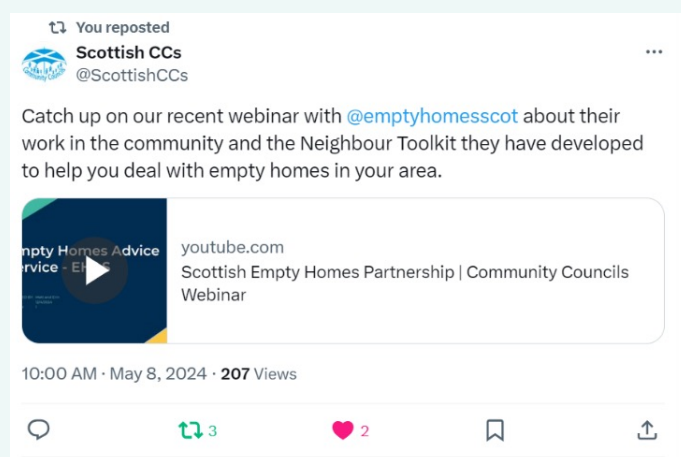 You reposted
Scottish CCs
@ScottishCCs
Catch up on our recent webinar with @emptyhomesscot about their
work in the community and the Neighbour Toolkit they have developed
to help you deal with empty homes in your area.
mpty Homes Advice
rvice - EH S
youtube.com
Scottish Empty Homes Partnership | Community Councils
Webinar
10:00 AM · May 8, 2024 · 207 Views
3
2